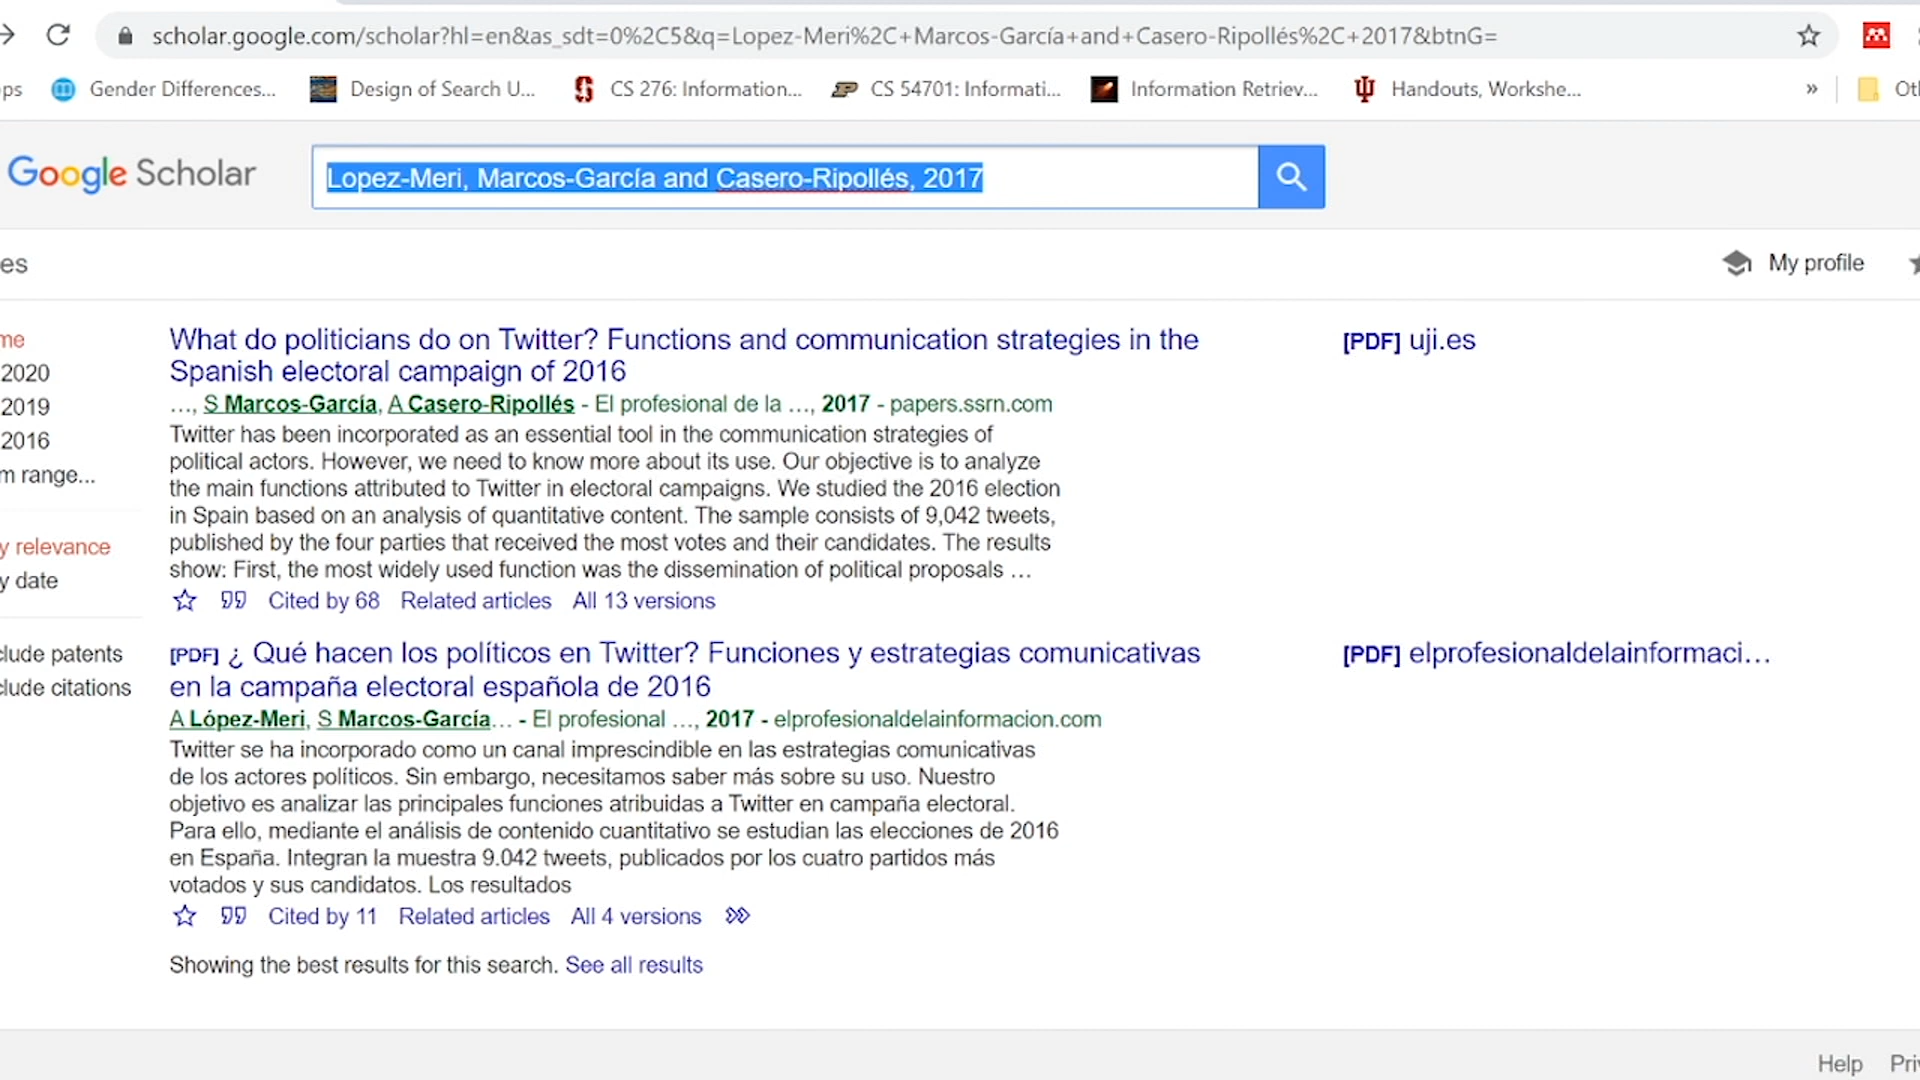 scholar.google.com/scholar?hl=en&as_sdt=0%2C5&q=Lopez-Meri%2C+Marcos-García+and+Casero-Ripollés%2C+2017&btnG=
ps Gender Differences... Design of Search U... CS 276: Information... CS 54701: Informati... Information Retriev... Handouts, Workshe... » Otl
Google Scholar Lopez-Meri, Marcos-García and Casero-Ripollés, 2017
es My profile
me
2020
2019
2016
m range...
y relevance
y date
clude patents
clude citations
What do politicians do on Twitter? Functions and communication strategies in the
Spanish electoral campaign of 2016
…, S Marcos-García, A Casero-Ripollés - El profesional de la …, 2017 - papers.ssrn.com
Twitter has been incorporated as an essential tool in the communication strategies of
political actors. However, we need to know more about its use. Our objective is to analyze
the main functions attributed to Twitter in electoral campaigns. We studied the 2016 election
in Spain based on an analysis of quantitative content. The sample consists of 9,042 tweets,
published by the four parties that received the most votes and their candidates. The results
show: First, the most widely used function was the dissemination of political proposals …
Cited by 68 Related articles All 13 versions
[PDF] uji.es
[PDF] ¿ Qué hacen los políticos en Twitter? Funciones y estrategias comunicativas
en la campaña electoral española de 2016
A López-Meri, S Marcos-García… - El profesional …, 2017 - elprofesionaldelainformacion.com
Twitter se ha incorporado como un canal imprescindible en las estrategias comunicativas
de los actores políticos. Sin embargo, necesitamos saber más sobre su uso. Nuestro
objetivo es analizar las principales funciones atribuidas a Twitter en campaña electoral.
Para ello, mediante el análisis de contenido cuantitativo se estudian las elecciones de 2016
en España. Integran la muestra 9.042 tweets, publicados por los cuatro partidos más
votados y sus candidatos. Los resultados
Cited by 11 Related articles All 4 versions
[PDF] elprofesionaldelainformaci…
Showing the best results for this search. See all results
Help Pri